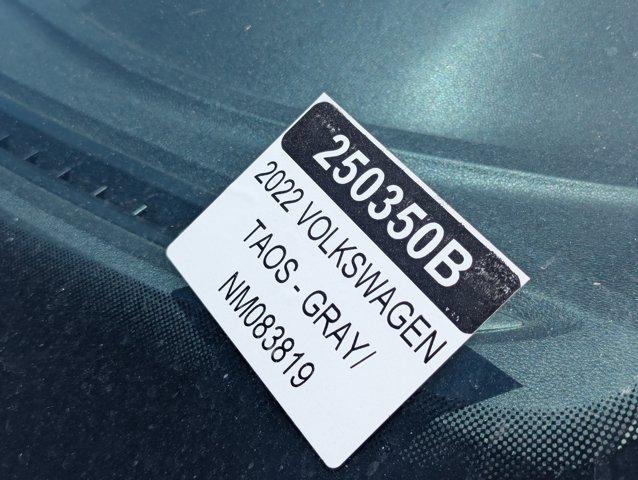 250350B
2022 VOLKSWAGEN
TAOS - GRAY/
NM083819